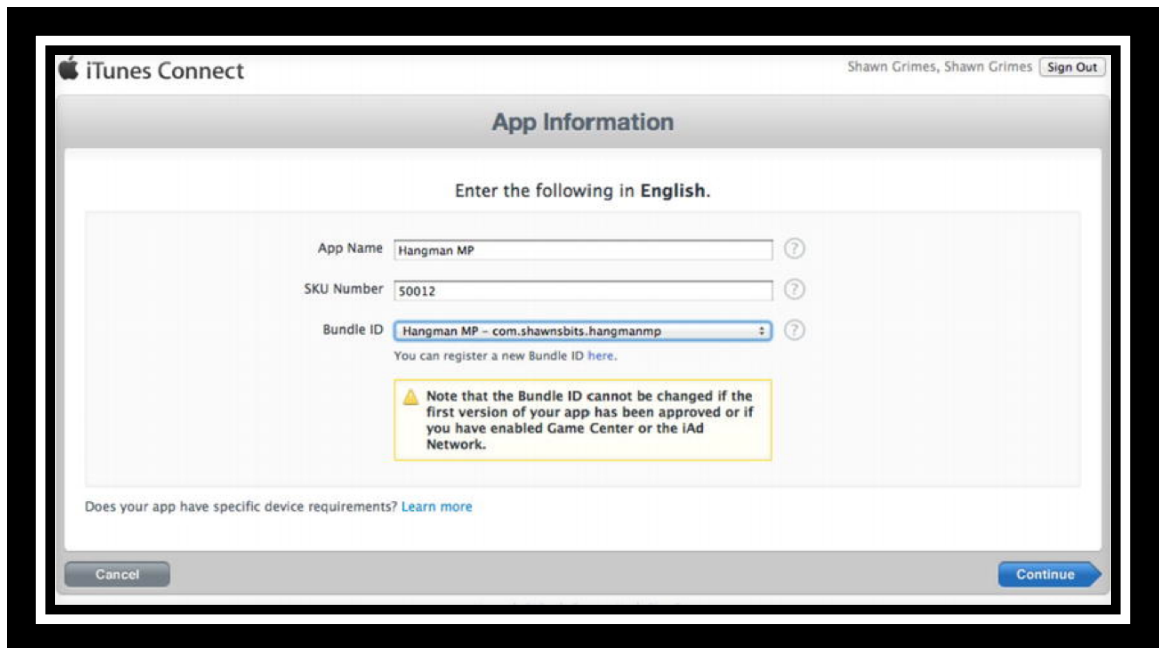 iTunes Connect
Shawn Grimes, Shawn Grimes Sign Out
App Information
Enter the following in English.
App Name Hangman MP ?
SKU Number 50012 ?
Bundle ID Hangman MP - com.shawnsbits.hangmanmp ?
You can register a new Bundle ID here.
Note that the Bundle ID cannot be changed if the
first version of your app has been approved or if
you have enabled Game Center or the iAd
Network.
Does your app have specific device requirements? Learn more
Cancel
Continue